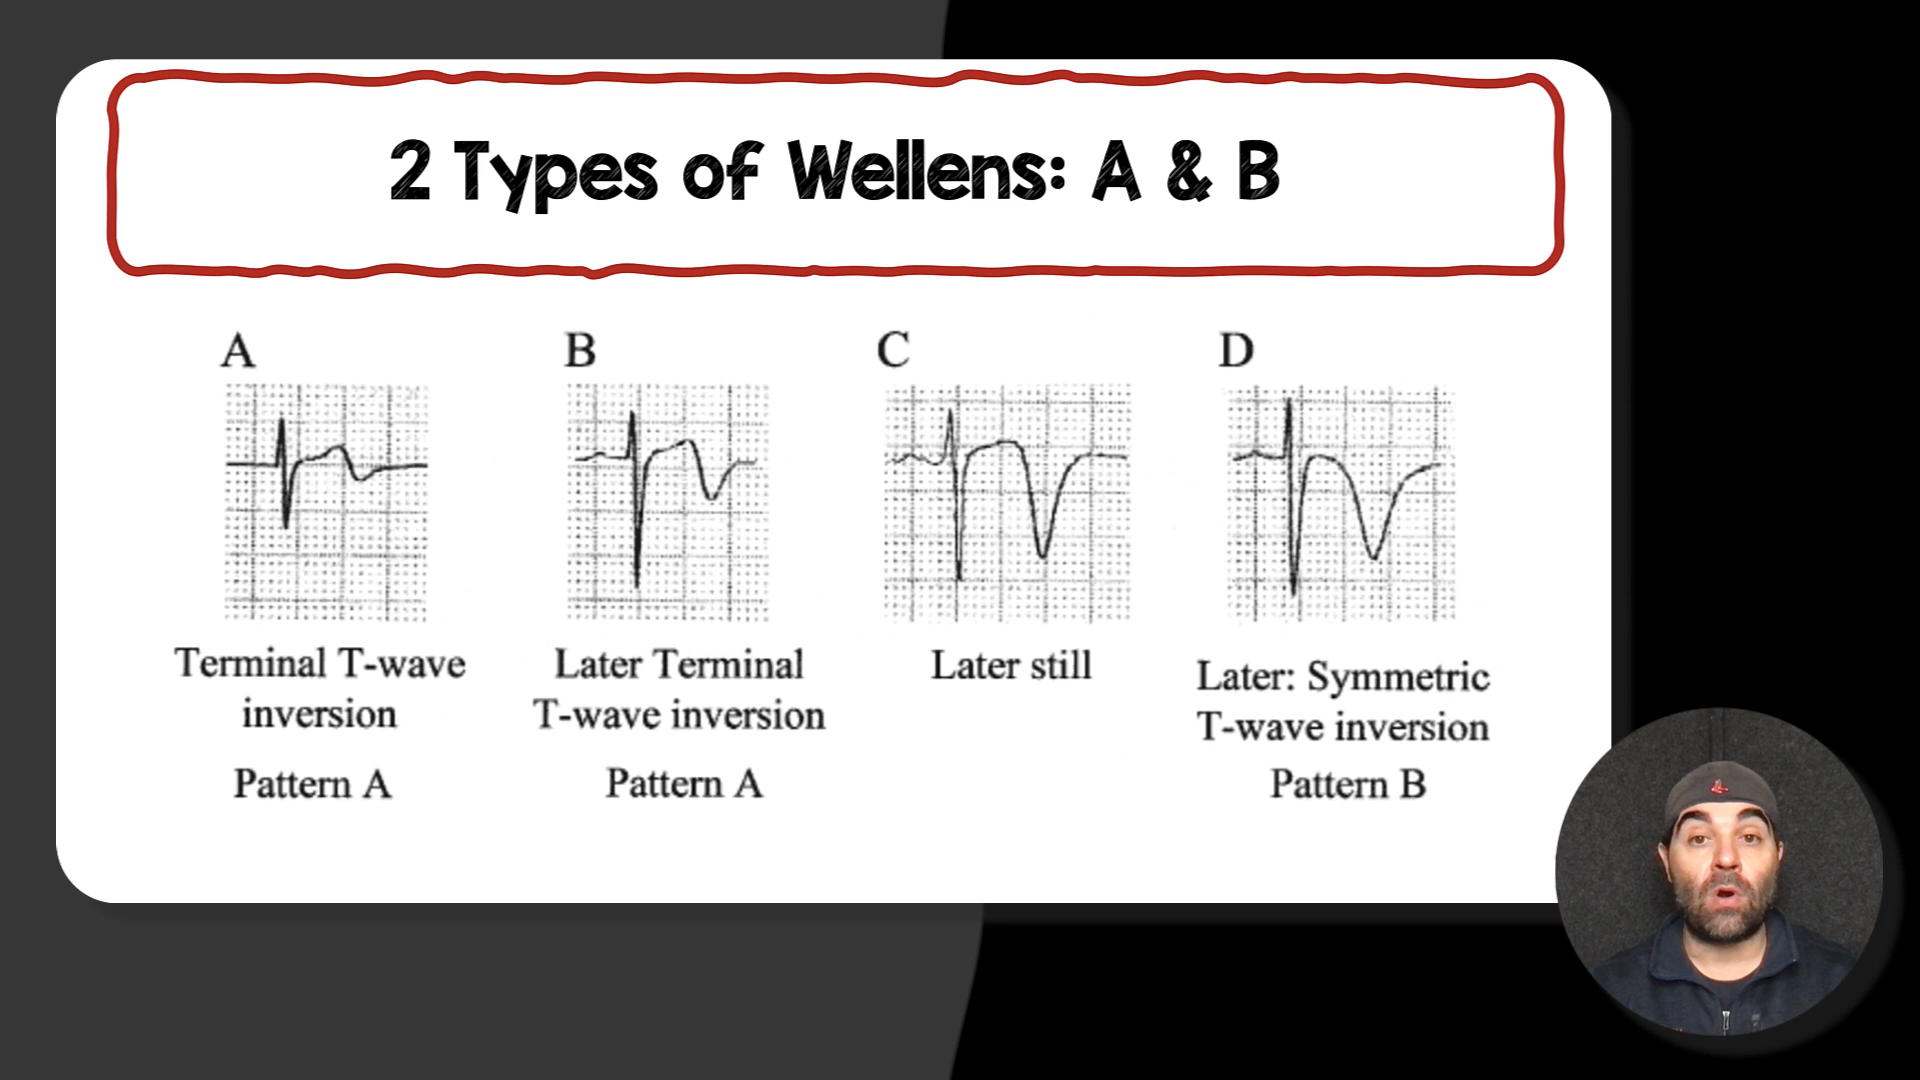 2 Types of Wellens: A & B
A
B
C
D
Terminal T-wave
inversion
Pattern A
Later Terminal
T-wave inversion
Pattern A
Later still
Later: Symmetric
T-wave inversion
Pattern B